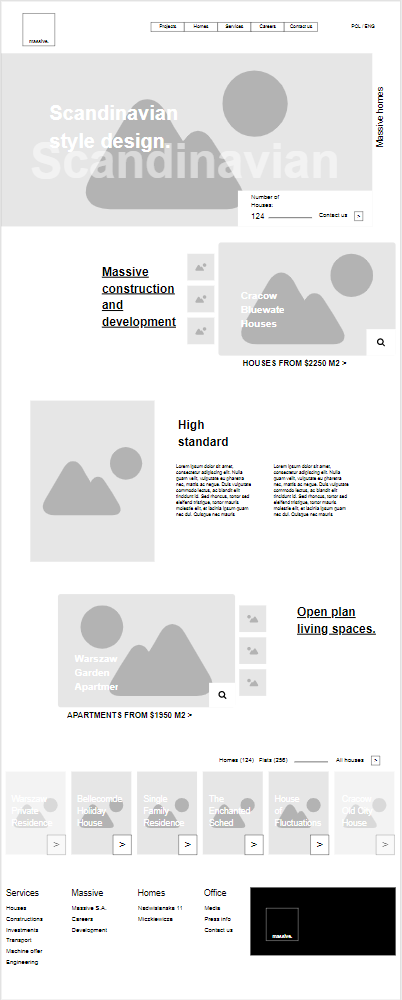 massive.
Projects
Homes
Services
Careers
Contact us
POL / ENG
Scandinavian
style design.
Scandinavian
Massive homes
Number of
Houses:
124
Contact us
>
Massive
construction
and
development
Cracow
Bluewate
Houses
HOUSES FROM $2250 M2 >
High
standard
Lorem ipsum dolor sit amet,
consectetur adipiscing elit. Nulla
quam velit, vulputate eu pharetra
nec, mattis ac neque. Duis vulputate
commodo lectus, ac blandit elit
tincidunt id. Sed rhoncus, tortor sed
eleifend tristique, tortor mauris
molestie elit, et lacinia ipsum quam
nec dui. Quisque nec mauris
Lorem ipsum dolor sit amet,
consectetur adipiscing elit. Nulla
quam velit, vulputate eu pharetra
nec, mattis ac neque. Duis vulputate
commodo lectus, ac blandit elit
tincidunt id. Sed rhoncus, tortor sed
eleifend tristique, tortor mauris
molestie elit, et lacinia ipsum quam
nec dui. Quisque nec mauris
Warszaw
Garden
Apartmer
APARTMENTS FROM $1950 M2 >
Open plan
living spaces.
Homes (124)
Flats (256)
All houses
>
Warszaw
Private
Residence
>
Bellecombe
Holiday
House
>
Single
Family
Residence
>
The
Enchanted
Sched
>
House
of
Fluctuations
>
Old City
House
>
Services
Houses
Constructions
Investments
Transport
Machine offer
Engineering
Massive
Massive S.A.
Careers
Development
Homes
Nadwislanska 11
Miczkiewicza
Office
Media
Press info
Contact us
massive.